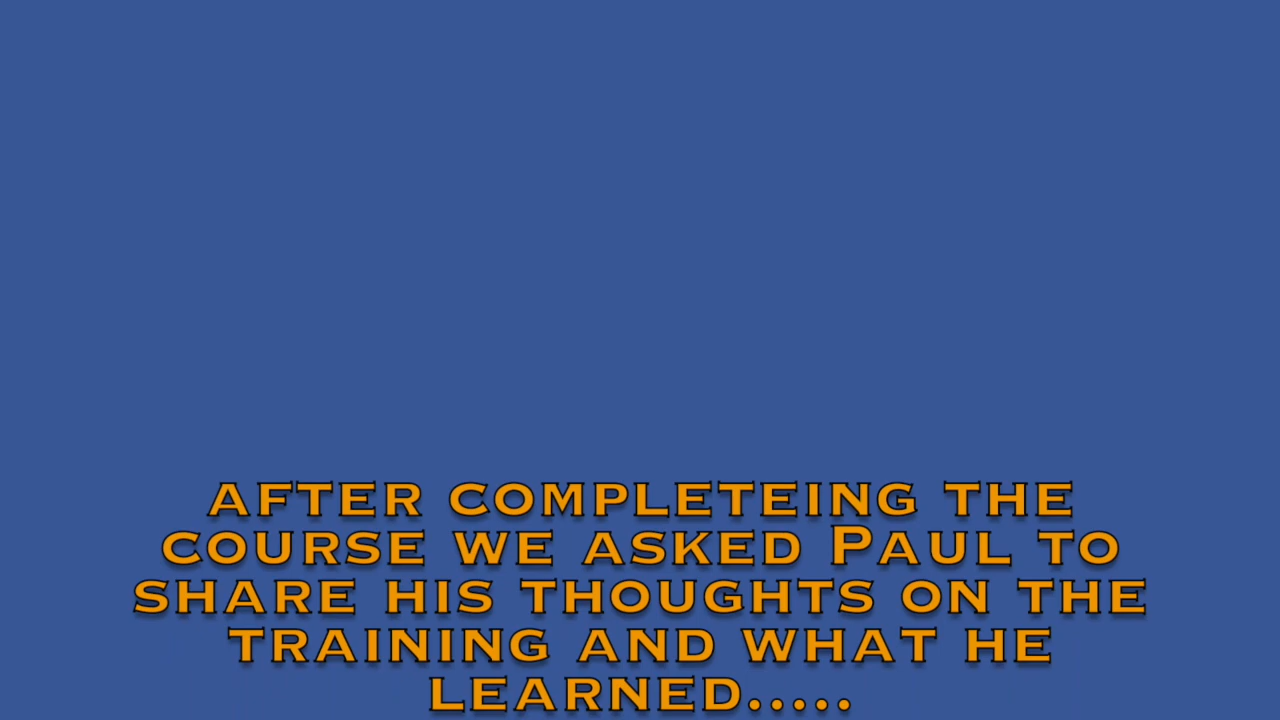 after completeing the
course we asked Paul to
share his thoughts on the
training and what he
learned.....